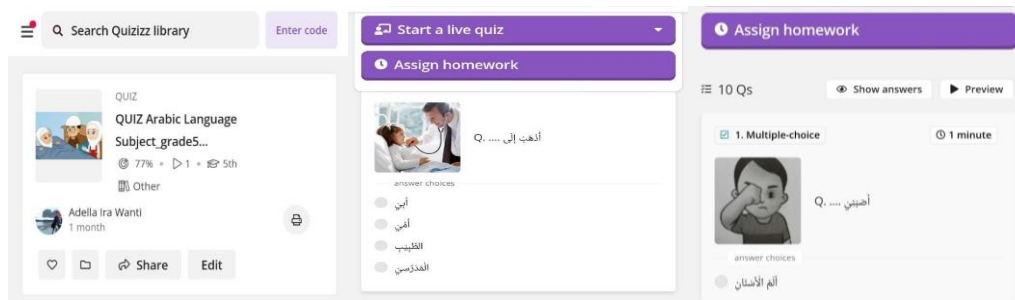 Search Quizizz library
Enter code
QUIZ
QUIZ Arabic Language
Subject_grade5...
77% • 1 • 5th
Other
Adella Ira Wanti
1 month
Share
Edit
Start a live quiz
Assign homework
Q. .... أذهب إلى
answer choices
أبي
أمي
الطبيب
المدرسي
Assign homework
10 Qs
Show answers
Preview
1. Multiple-choice
1 minute
Q. .... أصبني
answer choices
ألم الأسنان